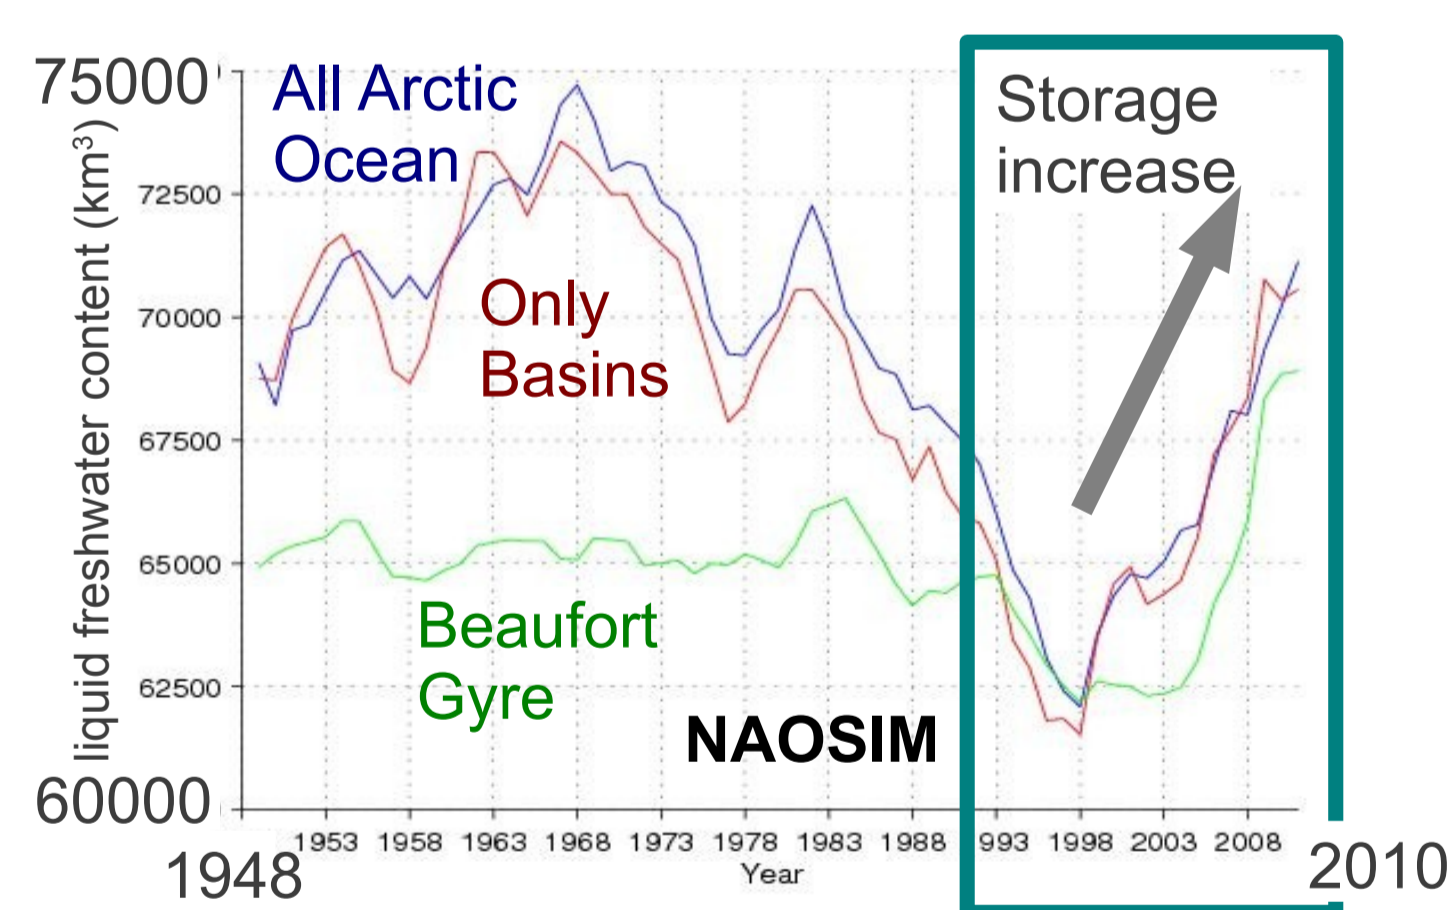 75000
All Arctic
Ocean
Storage
increase
liquid freshwater content (km³)
72500
70000
Only
Basins
67500
65000
Beaufort
Gyre
62500
NAOSIM
60000
1953 1958 1963 1968 1973 1978 1983 1988 993 1998 2003 2008
1948
Year
2010